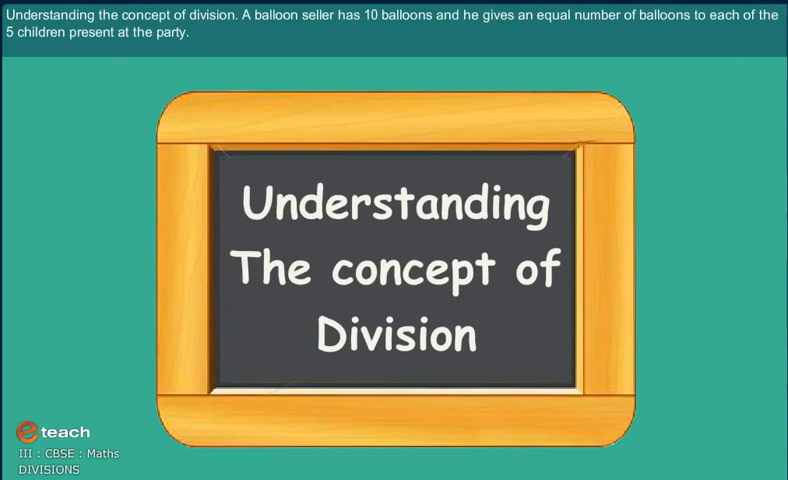 Understanding the concept of division. A balloon seller has 10 balloons and he gives an equal number of balloons to each of the
5 children present at the party.
Understanding
The concept of
Division
e teach
III : CBSE : Maths
DIVISIONS